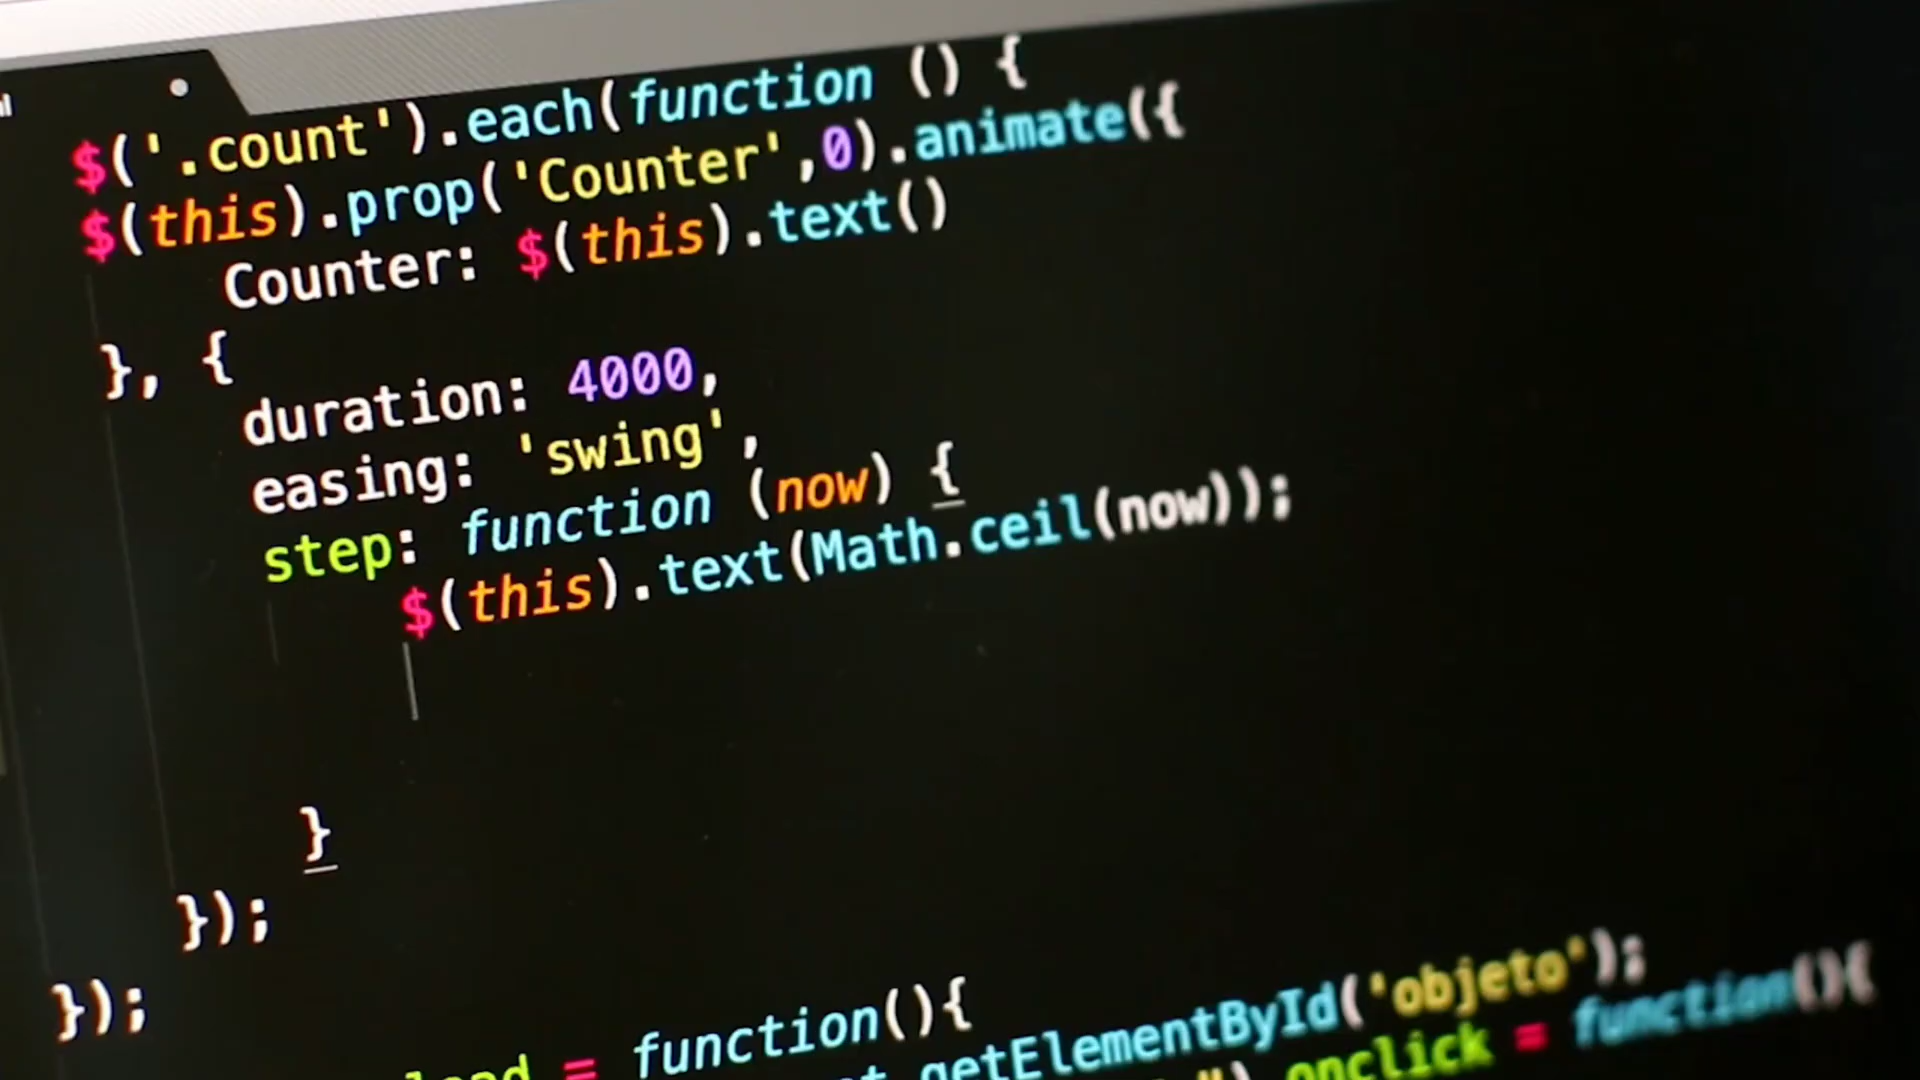 $('.count').each(function () {
$(this).prop('Counter',0).animate({
Counter: $(this).text()
}, {
duration: 4000,
easing: 'swing',
step: function (now) {
$(this).text(Math.ceil(now));
}
});
});
= function(){
getElementById('objeto');
onclick = function(){